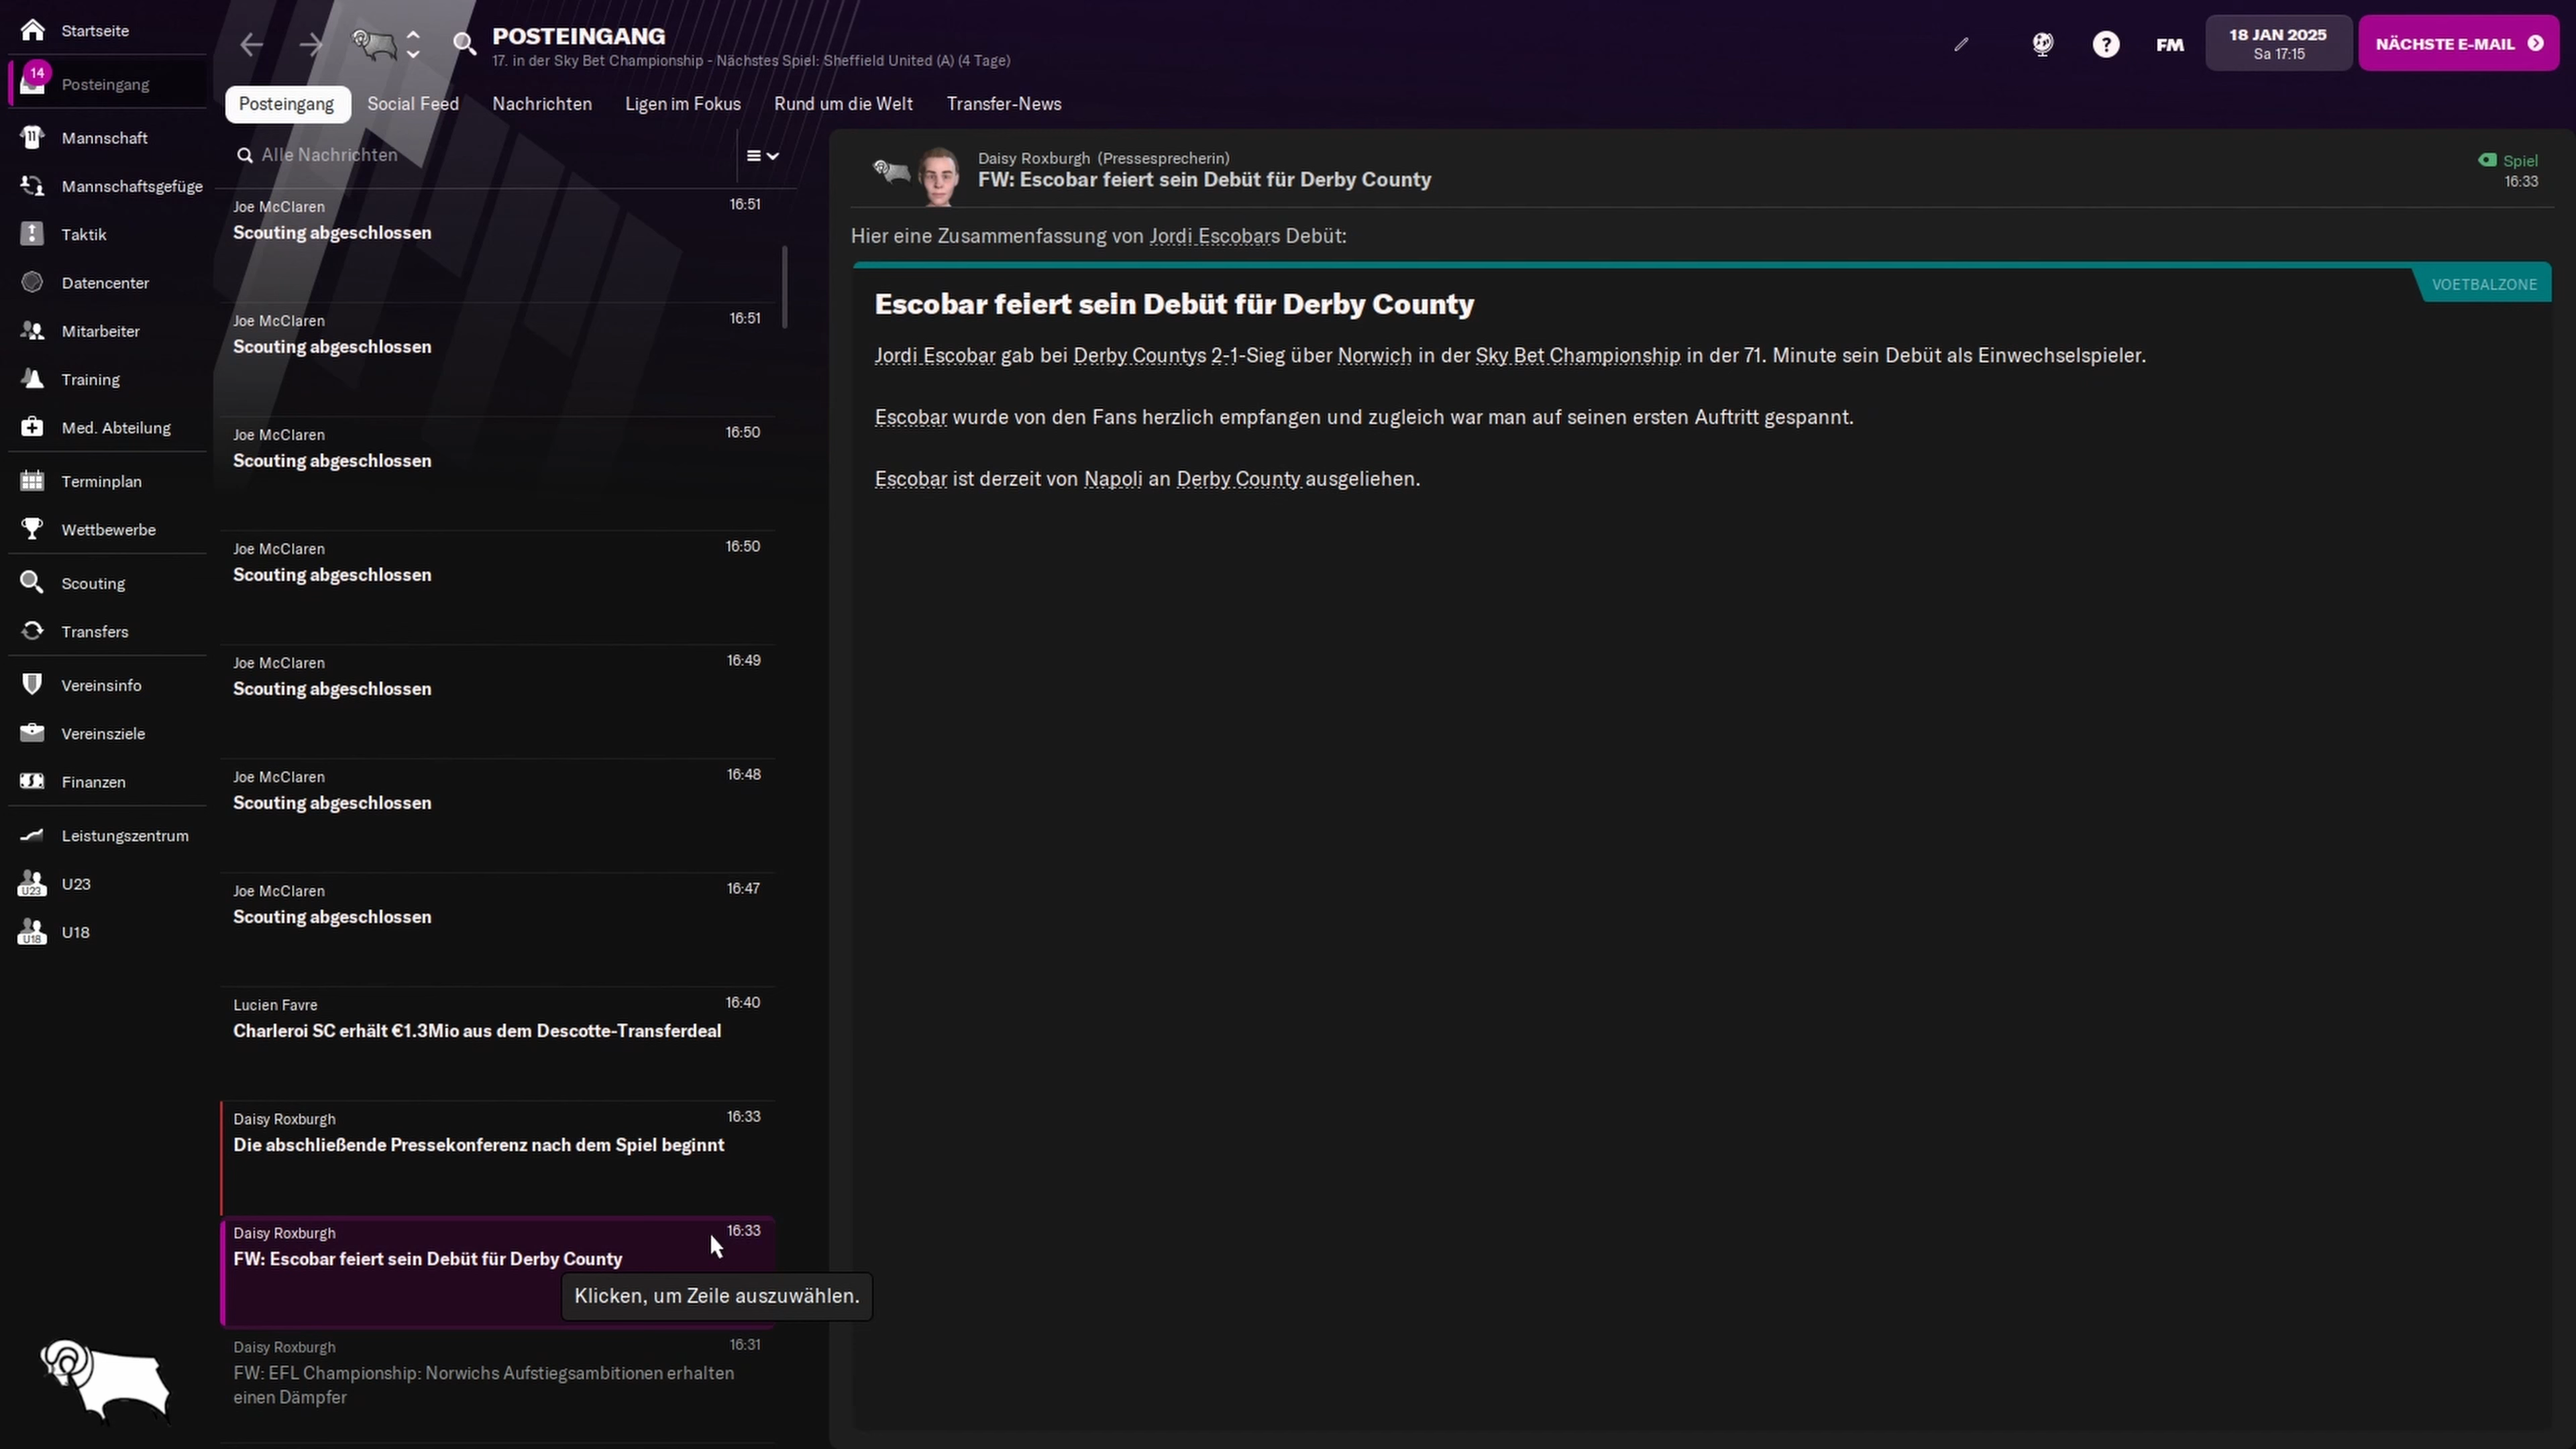 Startseite
14
Posteingang
Mannschaft
Mannschaftsgefüge
Taktik
Datencenter
Mitarbeiter
Training
Med. Abteilung
Terminplan
Wettbewerbe
Scouting
Transfers
Vereinsinfo
Vereinsziele
Finanzen
Leistungszentrum
U23
U23
U18
U18
POSTEINGANG
17. in der Sky Bet Championship - Nächstes Spiel: Sheffield United (A) (4 Tage)
FM
18 JAN 2025
Sa 17:15
NÄCHSTE E-MAIL
Posteingang Social Feed Nachrichten Ligen im Fokus Rund um die Welt Transfer-News
Alle Nachrichten
Joe McClaren 16:51
Scouting abgeschlossen
Joe McClaren 16:51
Scouting abgeschlossen
Joe McClaren 16:50
Scouting abgeschlossen
Joe McClaren 16:50
Scouting abgeschlossen
Joe McClaren 16:49
Scouting abgeschlossen
Joe McClaren 16:48
Scouting abgeschlossen
Joe McClaren 16:47
Scouting abgeschlossen
Lucien Favre 16:40
Charleroi SC erhält €1.3Mio aus dem Descotte-Transferdeal
Daisy Roxburgh 16:33
Die abschließende Pressekonferenz nach dem Spiel beginnt
Daisy Roxburgh 16:33
FW: Escobar feiert sein Debüt für Derby County
Klicken, um Zeile auszuwählen.
Daisy Roxburgh 16:31
FW: EFL Championship: Norwichs Aufstiegsambitionen erhalten
einen Dämpfer
Daisy Roxburgh (Pressesprecherin)
FW: Escobar feiert sein Debüt für Derby County
Spiel
16:33
Hier eine Zusammenfassung von Jordi Escobars Debüt:
VOETBALZONE
Escobar feiert sein Debüt für Derby County
Jordi Escobar gab bei Derby Countys 2-1-Sieg über Norwich in der Sky Bet Championship in der 71. Minute sein Debüt als Einwechselspieler.
Escobar wurde von den Fans herzlich empfangen und zugleich war man auf seinen ersten Auftritt gespannt.
Escobar ist derzeit von Napoli an Derby County ausgeliehen.